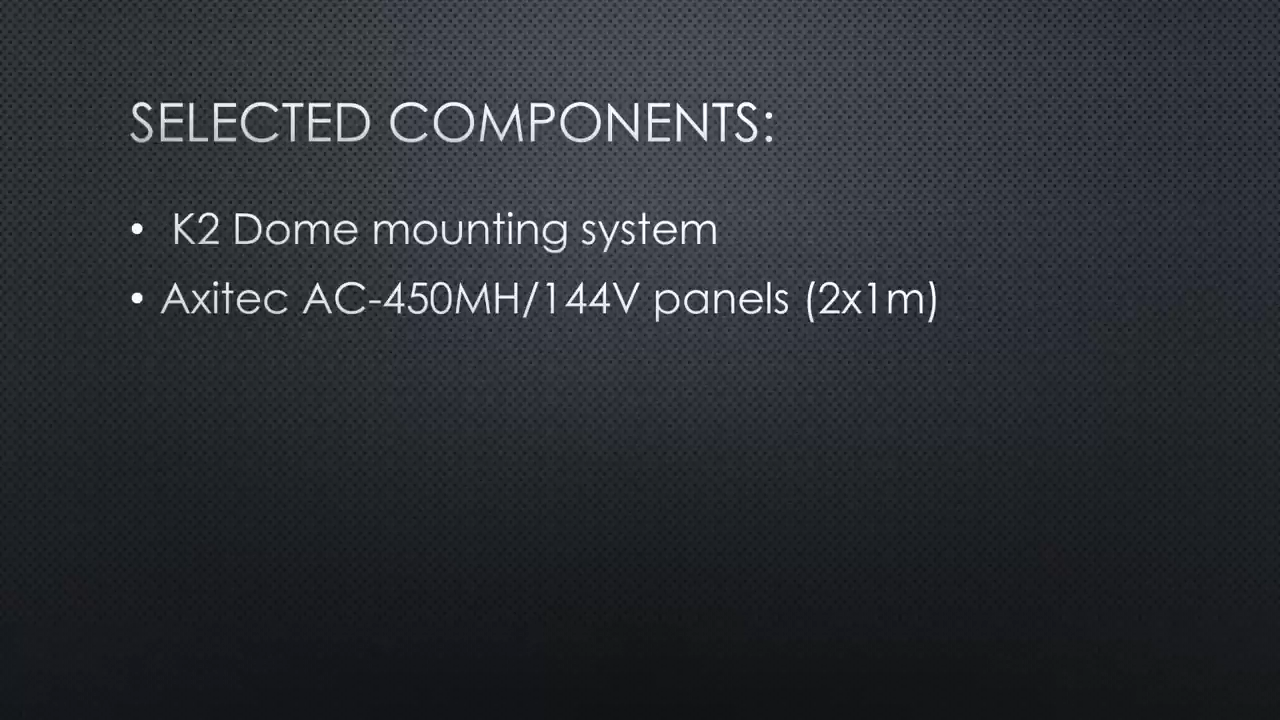 SELECTED COMPONENTS:
• K2 Dome mounting system
• Axitec AC-450MH/144V panels (2x1m)